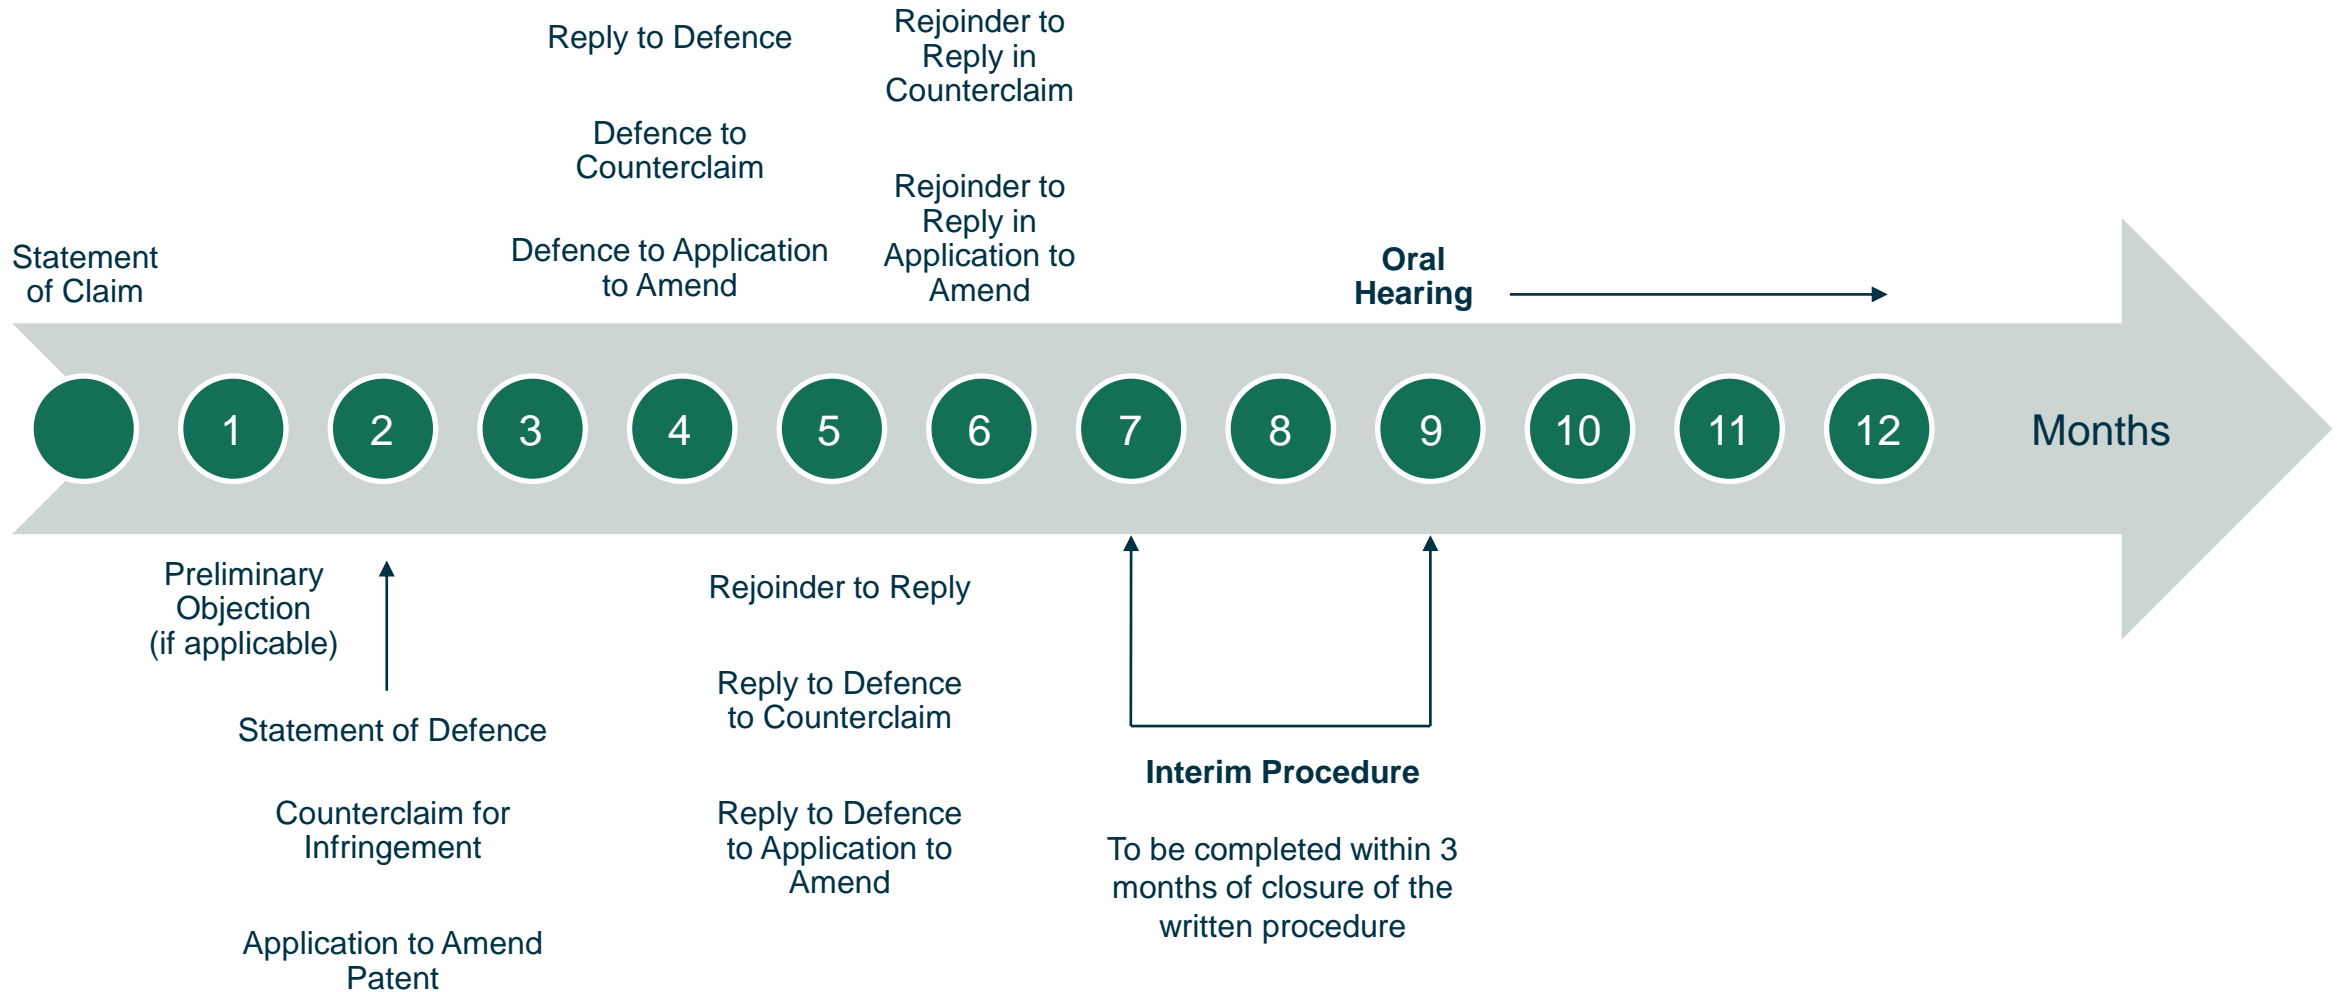 Statement
of Claim
Reply to Defence
Defence to
Counterclaim
Defence to Application
to Amend
Rejoinder to
Reply in
Counterclaim
Rejoinder to
Reply in
Application to
Amend
Oral
Hearing
1
2
3
4
5
6
7
8
9
10
11
12
Months
Preliminary
Objection
(if applicable)
Statement of Defence
Counterclaim for
Infringement
Application to Amend
Patent
Rejoinder to Reply
Reply to Defence
to Counterclaim
Reply to Defence
to Application to
Amend
Interim Procedure
To be completed within 3
months of closure of the
written procedure